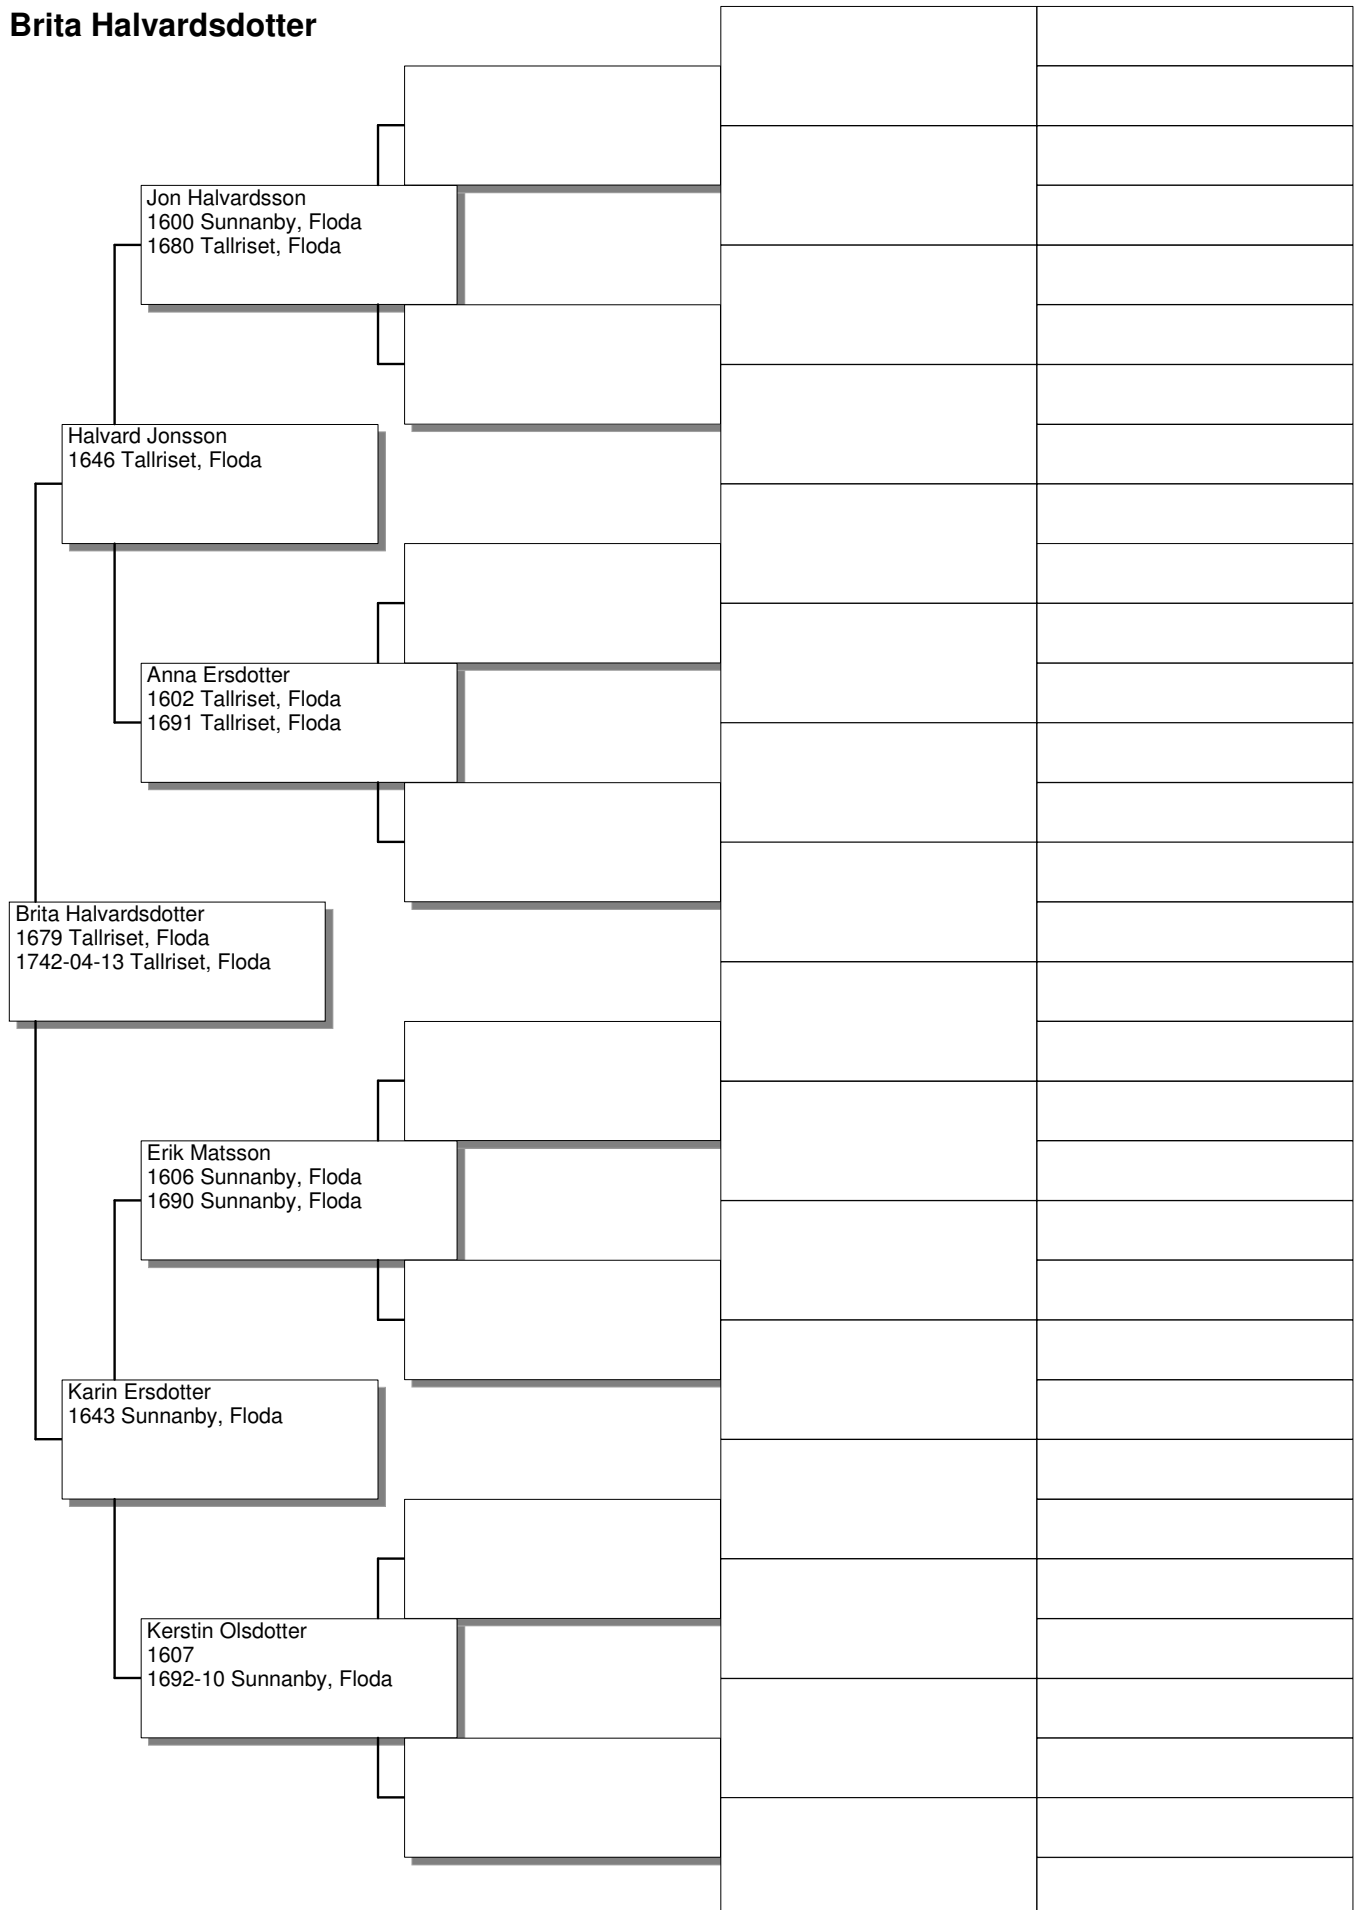 Brita Halvardsdotter
Jon Halvardsson
1600 Sunnanby, Floda
1680 Tallriset, Floda
Halvard Jonsson
1646 Tallriset, Floda
Anna Ersdotter
1602 Tallriset, Floda
1691 Tallriset, Floda
Brita Halvardsdotter
1679 Tallriset, Floda
1742-04-13 Tallriset, Floda
Erik Matsson
1606 Sunnanby, Floda
1690 Sunnanby, Floda
Karin Ersdotter
1643 Sunnanby, Floda
Kerstin Olsdotter
1607
1692-10 Sunnanby, Floda